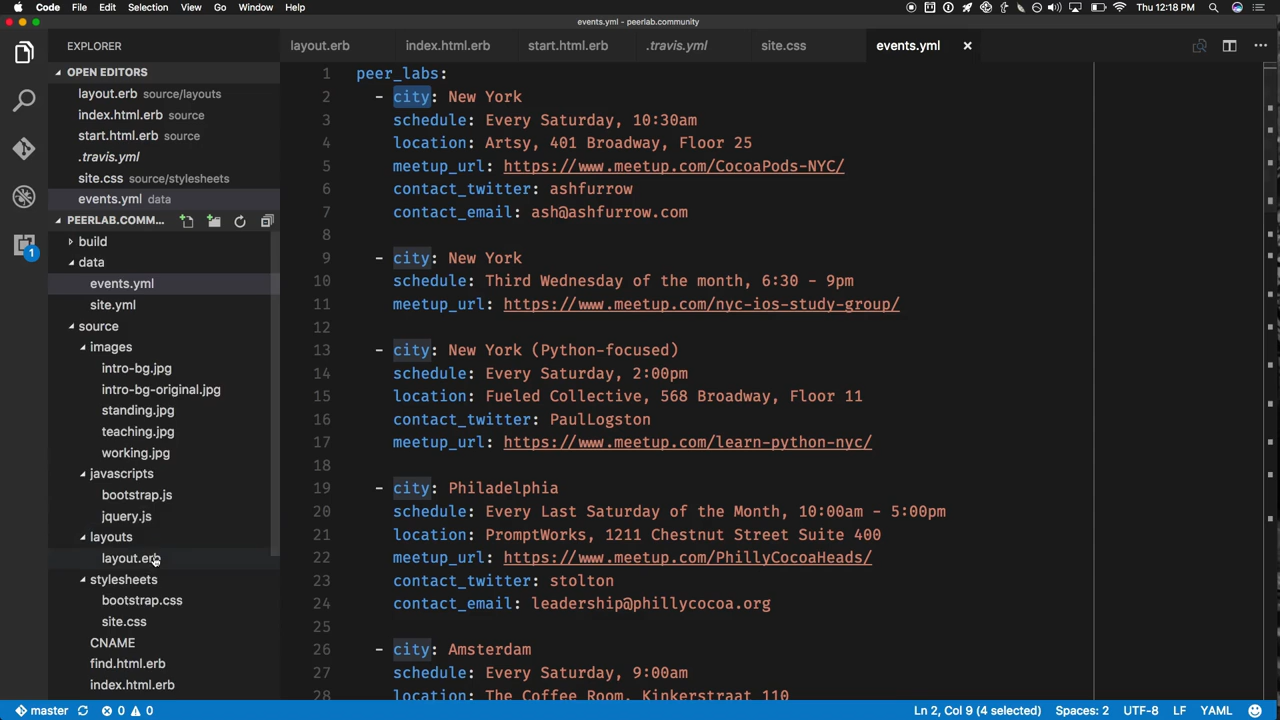 Code File Edit Selection View Go Window Help Thu 12:18 PM
events.yml - peerlab.community
EXPLORER
OPEN EDITORS
layout.erb source/layouts
index.html.erb source
start.html.erb source
.travis.yml
site.css source/stylesheets
events.yml data
PEERLAB.COMM...
build
data
events.yml
site.yml
source
images
intro-bg.jpg
intro-bg-original.jpg
standing.jpg
teaching.jpg
working.jpg
javascripts
bootstrap.js
jquery.js
layouts
layout.erb
stylesheets
bootstrap.css
site.css
CNAME
find.html.erb
index.html.erb
1
layout.erb index.html.erb start.html.erb .travis.yml site.css events.yml
1 peer_labs:
2 - city: New York
3 schedule: Every Saturday, 10:30am
4 location: Artsy, 401 Broadway, Floor 25
5 meetup_url: https://www.meetup.com/CocoaPods-NYC/
6 contact_twitter: ashfurrow
7 contact_email: ash@ashfurrow.com
8
9 - city: New York
10 schedule: Third Wednesday of the month, 6:30 - 9pm
11 meetup_url: https://www.meetup.com/nyc-ios-study-group/
12
13 - city: New York (Python-focused)
14 schedule: Every Saturday, 2:00pm
15 location: Fueled Collective, 568 Broadway, Floor 11
16 contact_twitter: PaulLogston
17 meetup_url: https://www.meetup.com/learn-python-nyc/
18
19 - city: Philadelphia
20 schedule: Every Last Saturday of the Month, 10:00am - 5:00pm
21 location: PromptWorks, 1211 Chestnut Street Suite 400
22 meetup_url: https://www.meetup.com/PhillyCocoaHeads/
23 contact_twitter: stolton
24 contact_email: leadership@phillycocoa.org
25
26 - city: Amsterdam
27 schedule: Every Saturday, 9:00am
28 location: The Coffee Room, Kinkerstraat 110
master 0 0 Ln 2, Col 9 (4 selected) Spaces: 2 UTF-8 LF YAML